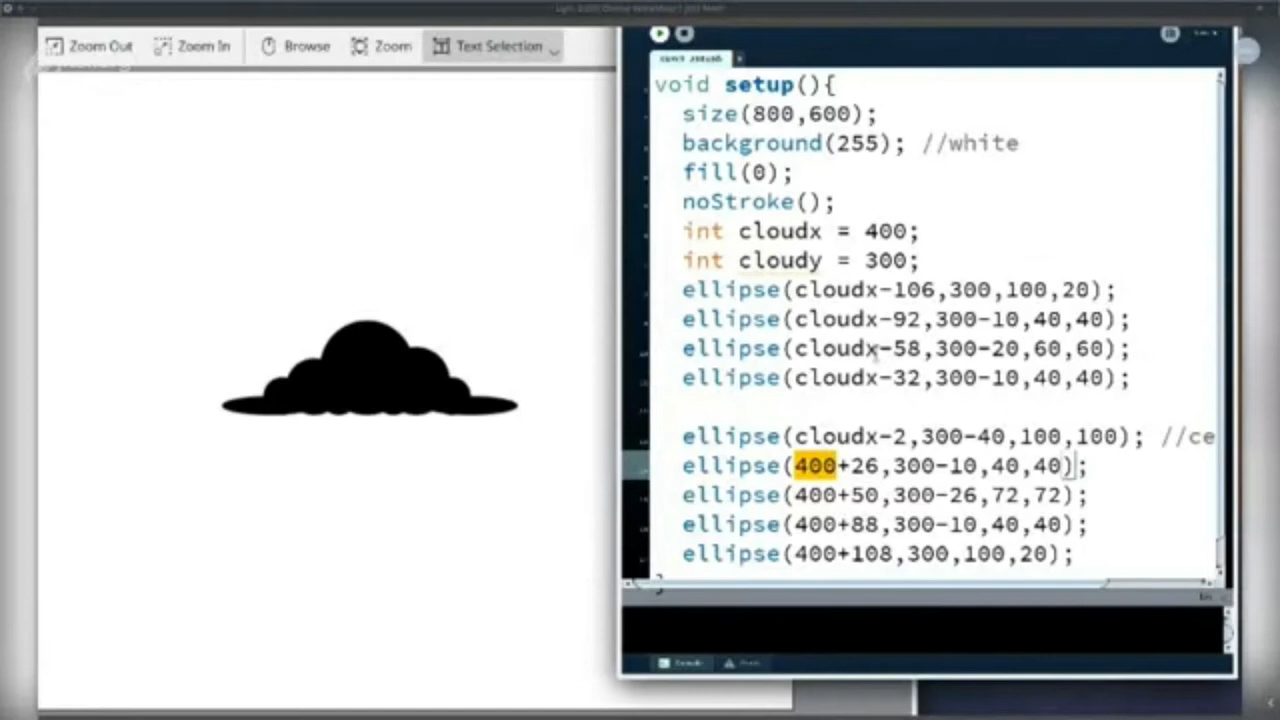 Zoom Out Zoom In Browse Zoom Text Selection
void setup(){
size(800,600);
background(255); //white
fill(0);
noStroke();
int cloudx = 400;
int cloudy = 300;
ellipse(cloudx-106,300,100,20);
ellipse(cloudx-92,300-10,40,40);
ellipse(cloudx-58,300-20,60,60);
ellipse(cloudx-32,300-10,40,40);
ellipse(cloudx-2,300-40,100,100); //ce
ellipse(400+26,300-10,40,40);
ellipse(400+50,300-26,72,72);
ellipse(400+88,300-10,40,40);
ellipse(400+108,300,100,20);
}